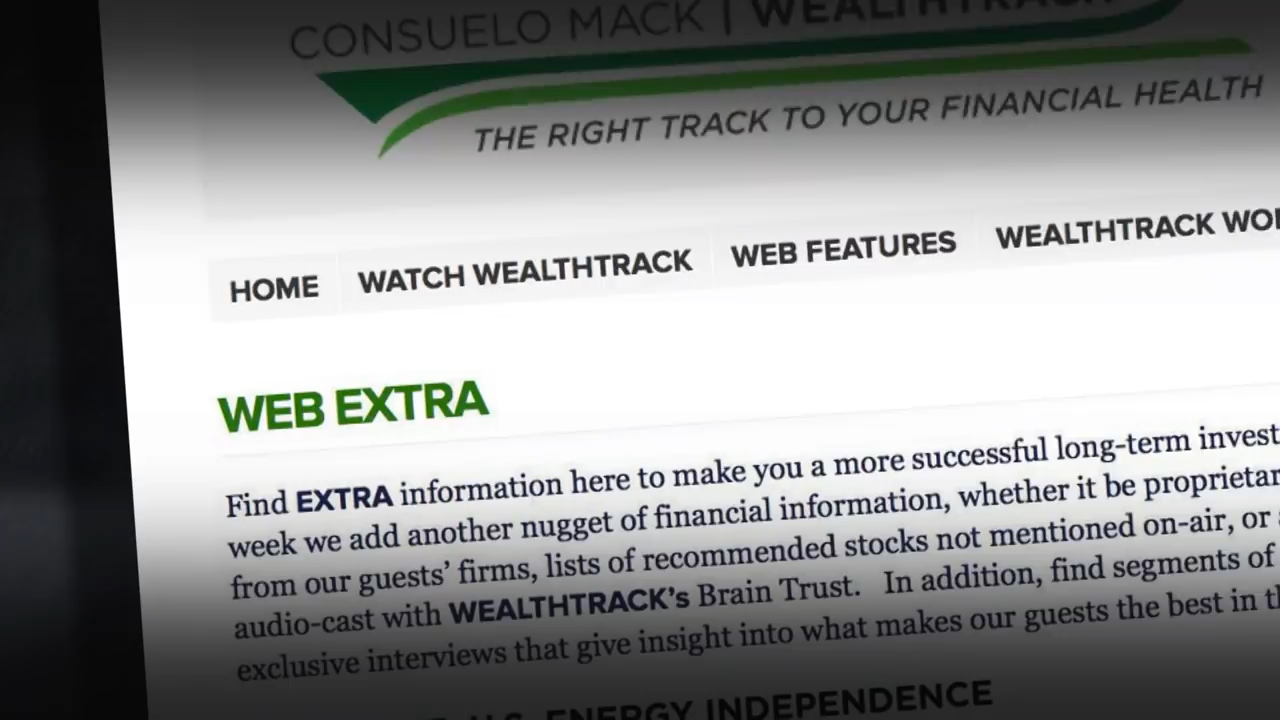 CONSUELO MACK | WEALTHTRACK
THE RIGHT TRACK TO YOUR FINANCIAL HEALTH
HOME WATCH WEALTHTRACK WEB FEATURES WEALTHTRACK
WEB EXTRA
Find EXTRA information here to make you a more successful long-term
week we add another nugget of financial information, whether it be
from our guests' firms, lists of recommended stocks not mentioned on-air, or
audio-cast with WEALTHTRACK's Brain Trust. In addition, find segments of
exclusive interviews that give insight into what makes our guests the best in
U.S. ENERGY INDEPENDENCE